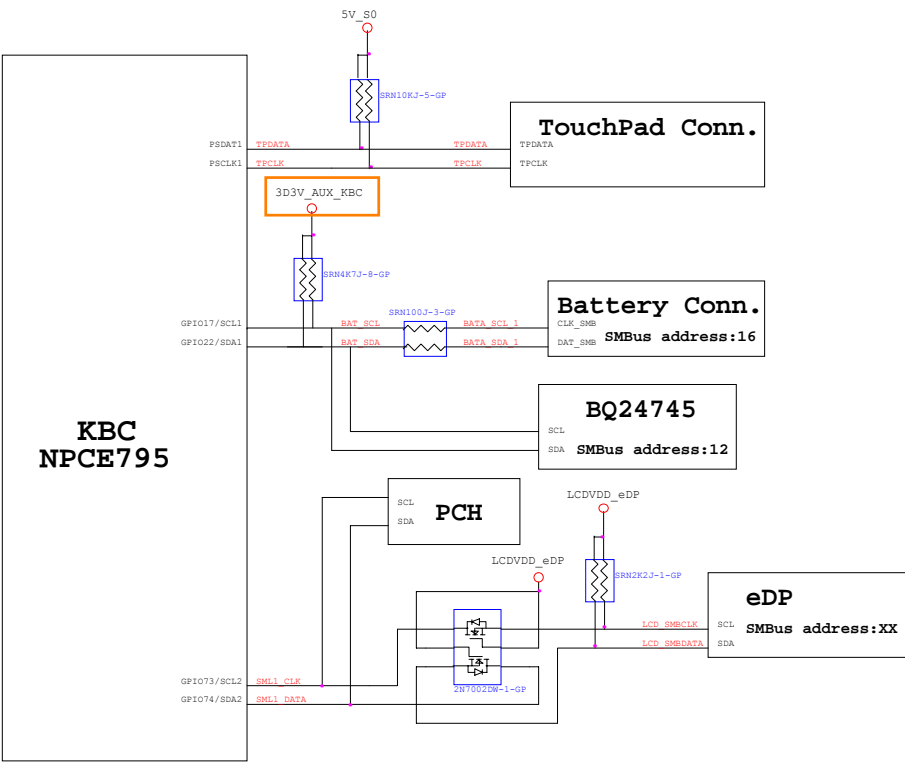 5V_S0
SRN10KJ-5-GP
TouchPad Conn.
PSDAT1 TPDATA TPDATA TPDATA
PSCLK1 TPCLK TPCLK TPCLK
3D3V_AUX_KBC
SRN4K7J-8-GP
SRN100J-3-GP
Battery Conn.
GPIO17/SCL1 BAT_SCL BATA_SCL_1 CLK_SMB
SMBus address:16
GPIO22/SDA1 BAT_SDA BATA_SDA_1 DAT_SMB
BQ24745
SCL
SDA SMBus address:12
KBC
NPCE795
SCL
PCH
SDA
LCDVDD_eDP
LCDVDD_eDP
SRN2K2J-1-GP
eDP
LCD_SMBCLK SCL SMBus address:XX
LCD_SMBDATA SDA
GPIO73/SCL2 SML1_CLK
2N7002DW-1-GP
GPIO74/SDA2 SML1_DATA